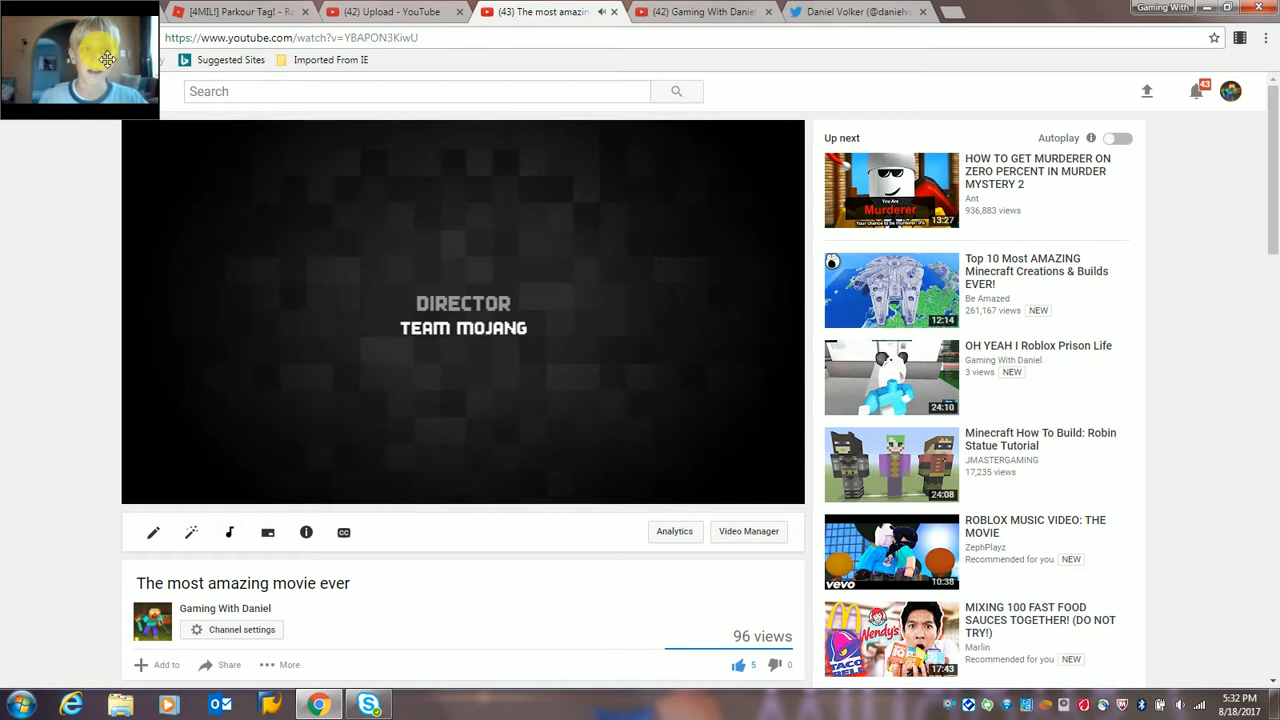 [4MIL!] Parkour Tag! - Ro
(42) Upload - YouTube
(43) The most amazin
(42) Gaming With Daniel
Daniel Volker (@danielv
Gaming With
https://www.youtube.com/watch?v=YBAPON3KiwU
Suggested Sites
Imported From IE
Search
43
DIRECTOR
TEAM MOJANG
Up next
Autoplay
HOW TO GET MURDERER ON
ZERO PERCENT IN MURDER
MYSTERY 2
Ant
936,883 views
You Are
Murderer
13:27
Top 10 Most AMAZING
Minecraft Creations & Builds
EVER!
Be Amazed
261,167 views NEW
12:14
OH YEAH I Roblox Prison Life
Gaming With Daniel
3 views NEW
24:10
Minecraft How To Build: Robin
Statue Tutorial
JMASTERGAMING
17,235 views
24:08
ROBLOX MUSIC VIDEO: THE
MOVIE
ZephPlayz
Recommended for you NEW
vevo
10:38
MIXING 100 FAST FOOD
SAUCES TOGETHER! (DO NOT
TRY!)
Marlin
Recommended for you NEW
Wendy's
TACO
BELL
17:43
CC
Analytics
Video Manager
The most amazing movie ever
Gaming With Daniel
Channel settings
96 views
Add to
Share
More
5
0
5:32 PM
8/18/2017